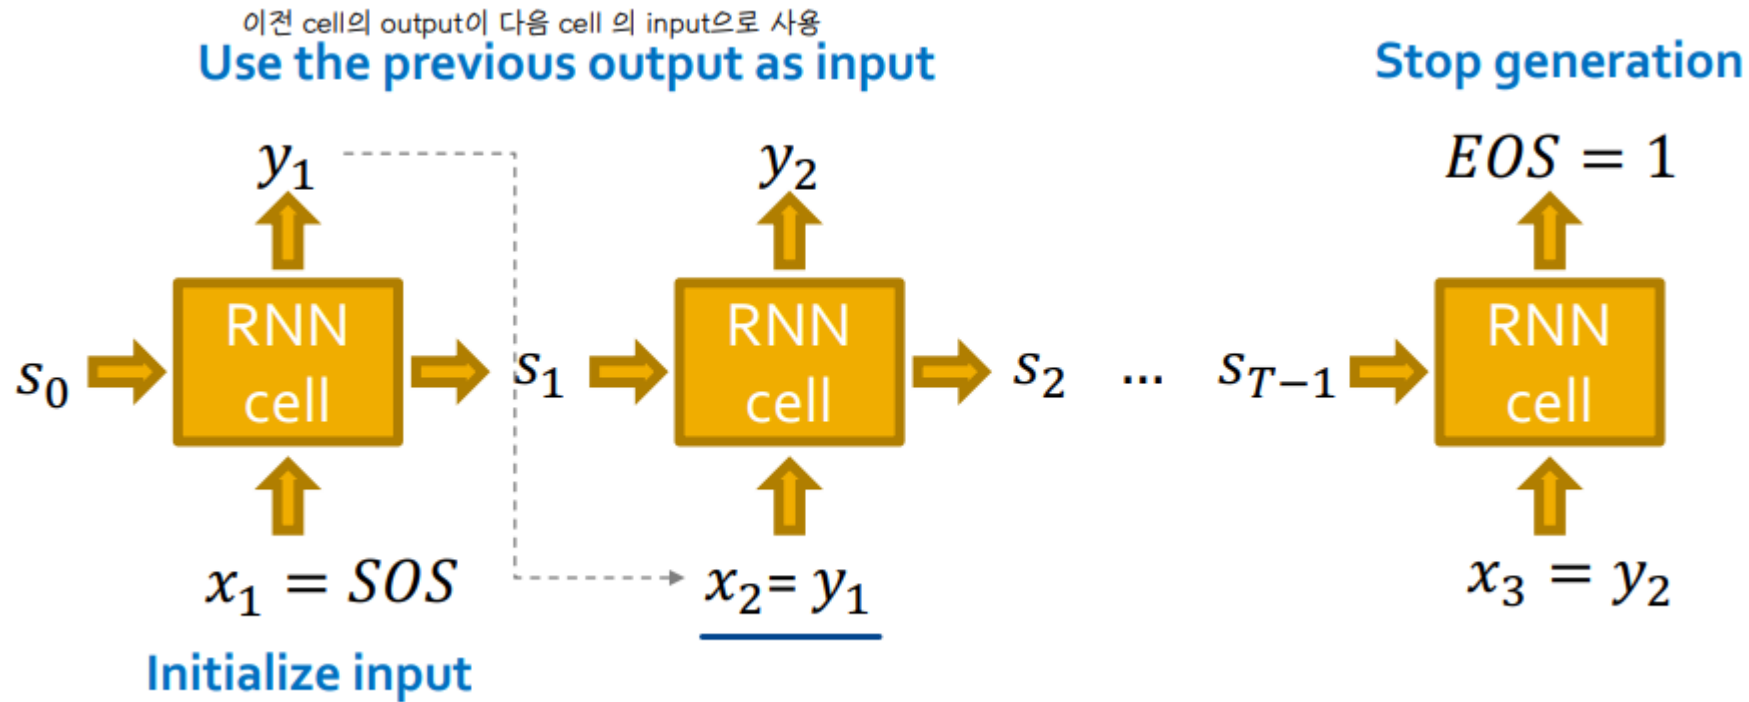 이전 cell의 output이 다음 cell 의 input으로 사용
Use the previous output as input
Stop generation
y₁
y₂
EOS = 1
RNN
cell
RNN
cell
RNN
cell
s₀
s₁
s₂
...
s_{T−1}
x₁ = SOS
x₂= y₁
x₃ = y₂
Initialize input